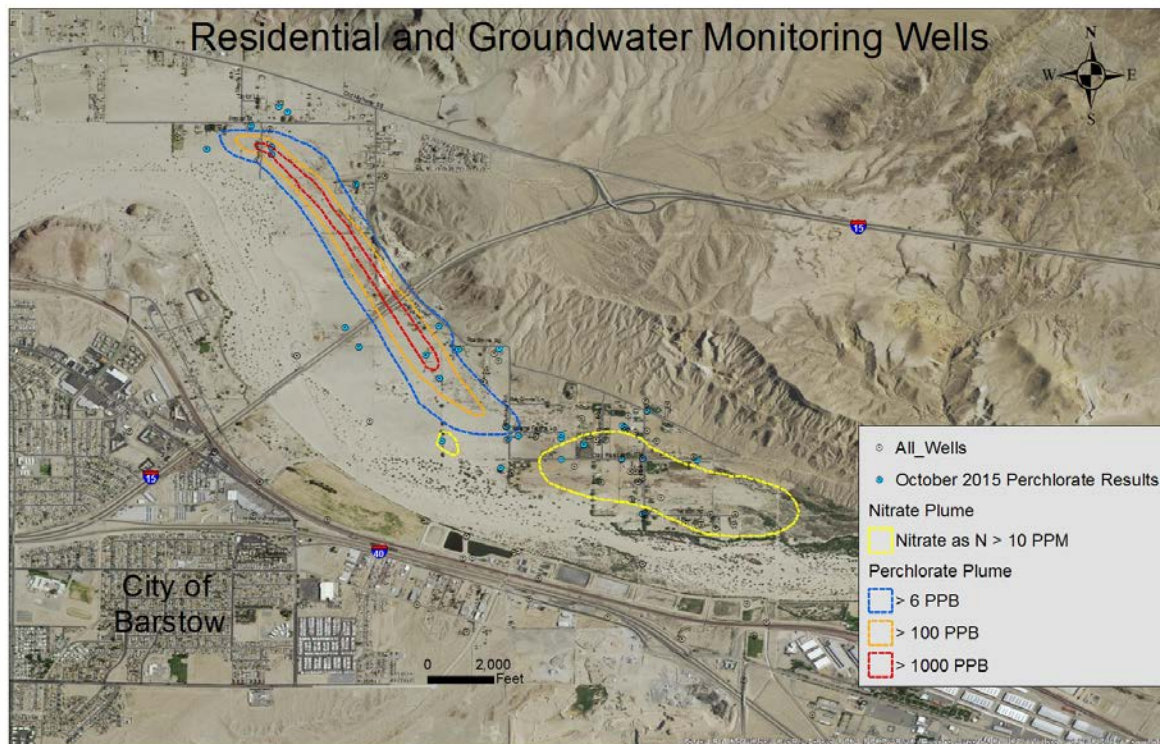 Residential and Groundwater Monitoring Wells
N
W E
S
15
15
40
City of
Barstow
0 2,000
Feet
All_Wells
October 2015 Perchlorate Results
Nitrate Plume
Nitrate as N > 10 PPM
Perchlorate Plume
> 6 PPB
> 100 PPB
> 1000 PPB